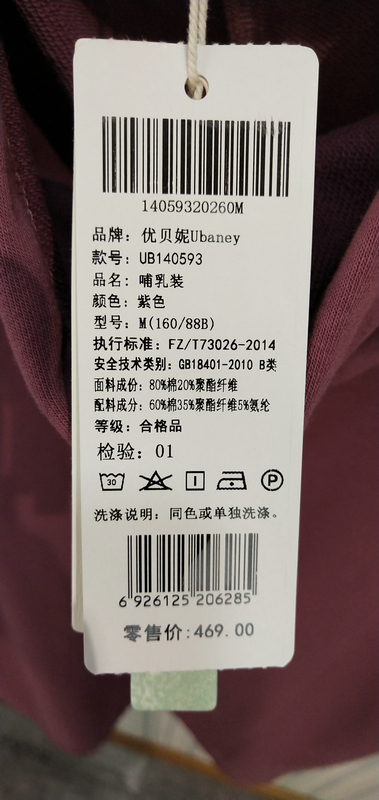 14059320260M
品牌：优贝妮Ubaney
款号：UB140593
品名：哺乳装
颜色：紫色
型号：M(160/88B)
执行标准：FZ/T73026-2014
安全技术类别：GB18401-2010 B类
面料成份：80%棉20%聚酯纤维
配料成分：60%棉35%聚酯纤维5%氨纶
等级：合格品
检验：01
30 P
洗涤说明：同色或单独洗涤。
6 926125 206285
零售价:469.00